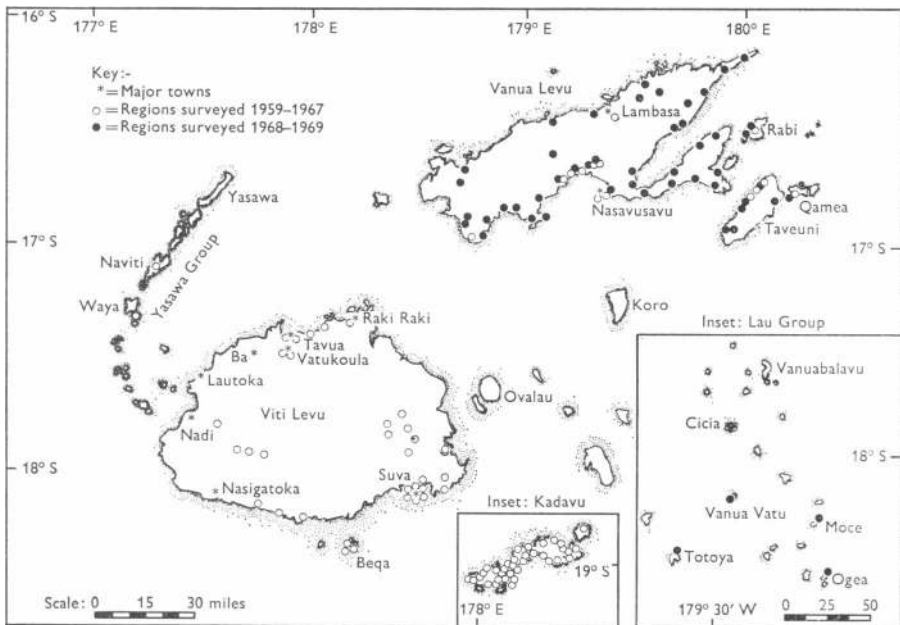 177° E
178° E
179° E
180° E
16° S
Key:-
*=Major towns
○=Regions surveyed 1959–1967
●=Regions surveyed 1968–1969
Vanua Levu
Lambasa
Rabi
Yasawa
Nasavusavu
Qamea
Taveuni
17° S
17° S
Naviti
Yasawa Group
Waya
Koro
Raki Raki
Tavua
Ba*
Vatukoula
Lautoka
Ovalau
Viti Levu
Nadi
18° S
Suva
Nasigatoka
Beqa
Scale:
0 15 30 miles
Inset: Kadavu
19° S
178° E
Inset: Lau Group
Vanuabalavu
Cicia
18° S
Vanua Vatu
Moce
Totoya
Ogea
179° 30' W
0 25 50